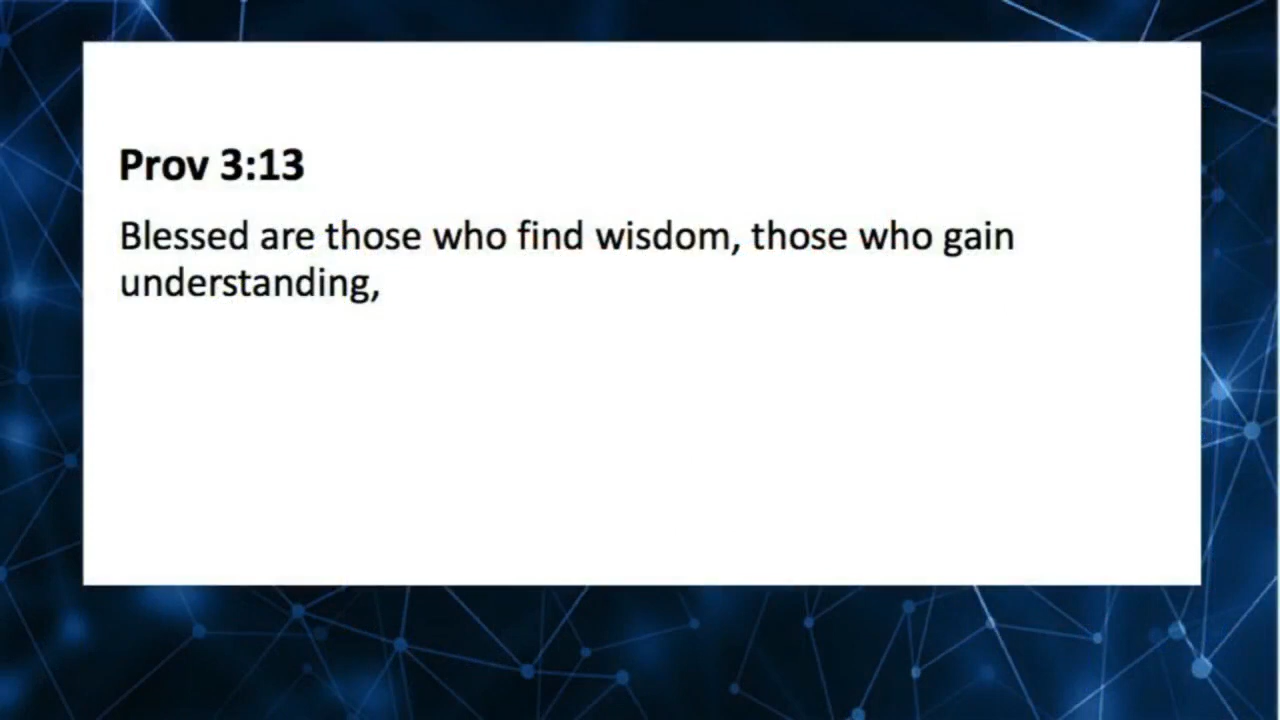 Prov 3:13
Blessed are those who find wisdom, those who gain
understanding,